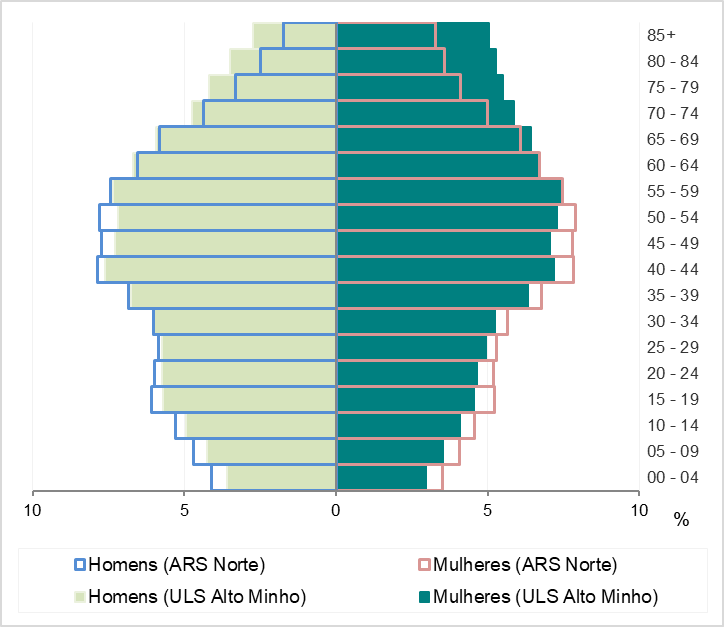 85+
80 - 84
75 - 79
70 - 74
65 - 69
60 - 64
55 - 59
50 - 54
45 - 49
40 - 44
35 - 39
30 - 34
25 - 29
20 - 24
15 - 19
10 - 14
05 - 09
00 - 04
10 5 0 5 10
%
Homens (ARS Norte) Mulheres (ARS Norte)
Homens (ULS Alto Minho) Mulheres (ULS Alto Minho)